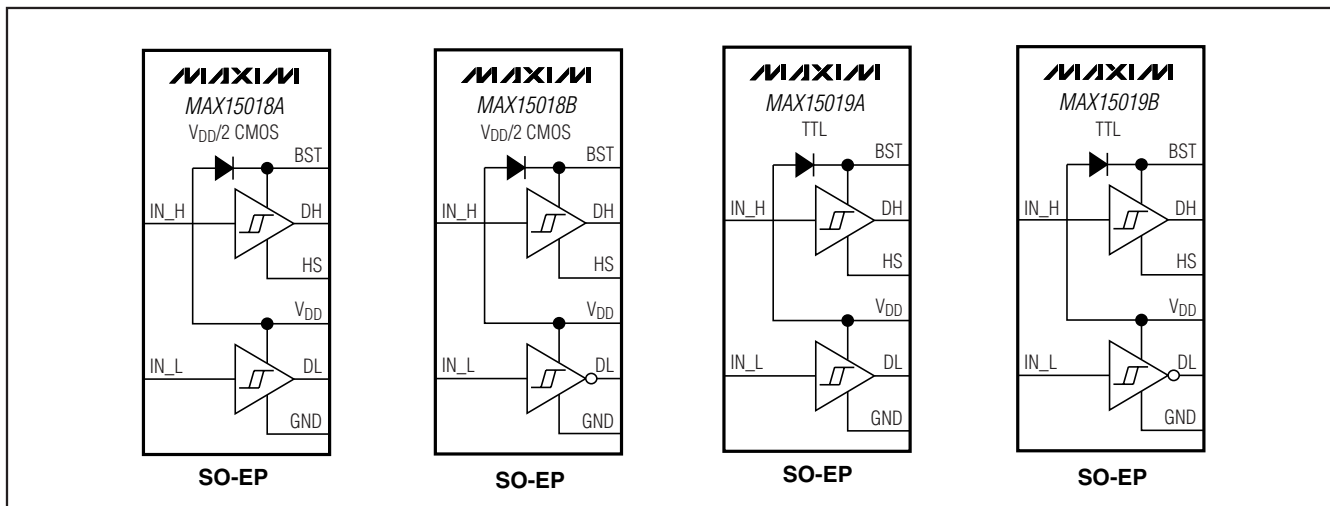 MAXIM
MAX15018A
VDD/2 CMOS
BST
IN_H
DH
HS
VDD
IN_L
DL
GND
SO-EP
MAXIM
MAX15018B
VDD/2 CMOS
BST
IN_H
DH
HS
VDD
IN_L
DL
GND
SO-EP
MAXIM
MAX15019A
TTL
BST
IN_H
DH
HS
VDD
IN_L
DL
GND
SO-EP
MAXIM
MAX15019B
TTL
BST
IN_H
DH
HS
VDD
IN_L
DL
GND
SO-EP